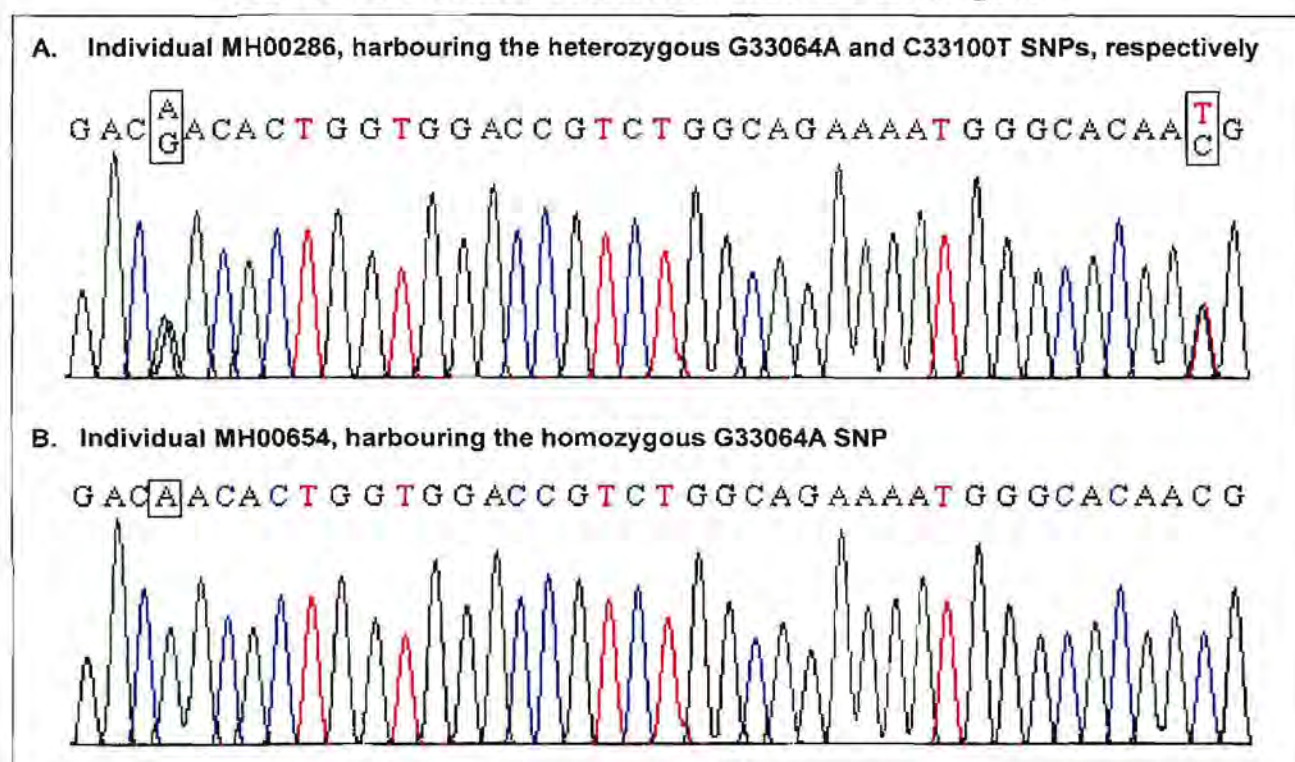 A. Individual MH00286, harbouring the heterozygous G33064A and C33100T SNPs, respectively
A T
GAC ACACTGGTGGACCGTCTGGCAGAAAATGGGCACAA G
G C
B. Individual MH00654, harbouring the homozygous G33064A SNP
GACAACACTGGTGGACCGTCTGGCAGAAAATGGGCACAACG